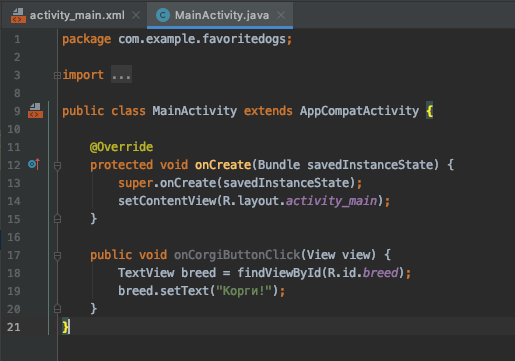 activity_main.xml
MainActivity.java
1 package com.example.favoritedogs;
2
3 import ...
8
9 public class MainActivity extends AppCompatActivity {
10
11 @Override
12 protected void onCreate(Bundle savedInstanceState) {
13 super.onCreate(savedInstanceState);
14 setContentView(R.layout.activity_main);
15 }
16
17 public void onCorgiButtonClick(View view) {
18 TextView breed = findViewById(R.id.breed);
19 breed.setText("Корги!");
20 }
21 }